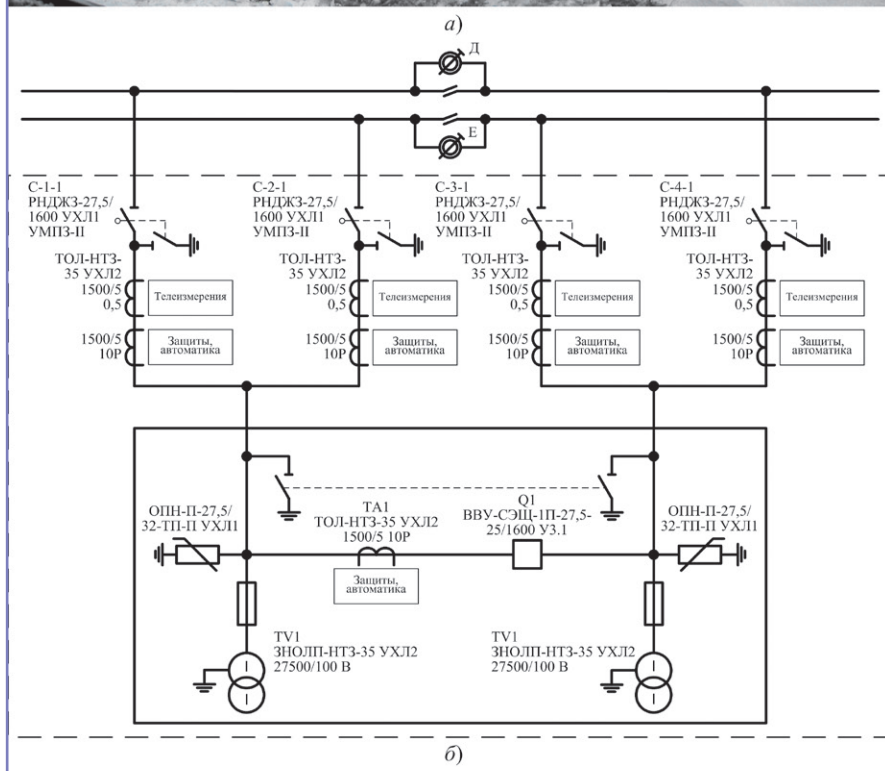 а)
Д
Е
С-1-1
РНДЖЗ-27,5/
1600 УХЛ1
УМПЗ-II
С-2-1
РНДЖЗ-27,5/
1600 УХЛ1
УМПЗ-II
С-3-1
РНДЖЗ-27,5/
1600 УХЛ1
УМПЗ-II
С-4-1
РНДЖЗ-27,5/
1600 УХЛ1
УМПЗ-II
ТОЛ-НТЗ-
35 УХЛ2
1500/5
0,5
Телеизмерения
1500/5
10Р
Защиты,
автоматика
ТОЛ-НТЗ-
35 УХЛ2
1500/5
0,5
Телеизмерения
1500/5
10Р
Защиты,
автоматика
ТОЛ-НТЗ-
35 УХЛ2
1500/5
0,5
Телеизмерения
1500/5
10Р
Защиты,
автоматика
ТОЛ-НТЗ-
35 УХЛ2
1500/5
0,5
Телеизмерения
1500/5
10Р
Защиты,
автоматика
ОПН-П-27,5/
32-ТП-П УХЛ1
TA1
ТОЛ-НТЗ-35 УХЛ2
1500/5 10Р
Защиты,
автоматика
Q1
ВВУ-СЭЩ-1П-27,5-
25/1600 У3.1
ОПН-П-27,5/
32-ТП-П УХЛ1
TV1
ЗНОЛП-НТЗ-35 УХЛ2
27500/100 В
TV1
ЗНОЛП-НТЗ-35 УХЛ2
27500/100 В
б)